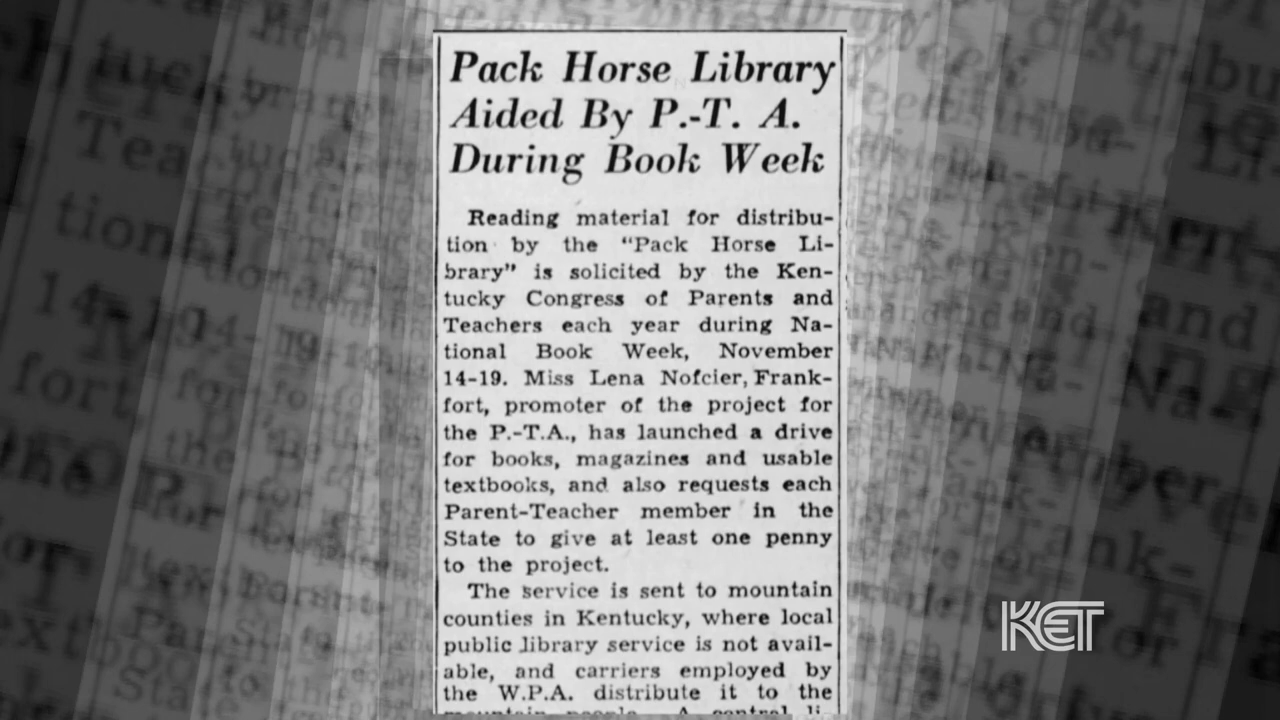 Pack Horse Library
Aided By P.-T. A.
During Book Week
Reading material for distribu-
tion by the "Pack Horse Li-
brary" is solicited by the Ken-
tucky Congress of Parents and
Teachers each year during Na-
tional Book Week, November
14-19. Miss Lena Nofcier, Frank-
fort, promoter of the project for
the P.-T.A., has launched a drive
for books, magazines and usable
textbooks, and also requests each
Parent-Teacher member in the
State to give at least one penny
to the project.
The service is sent to mountain
counties in Kentucky, where local
public library service is not avail-
able, and carriers employed by
the W.P.A. distribute it to the
mountain people. A central li-
KET